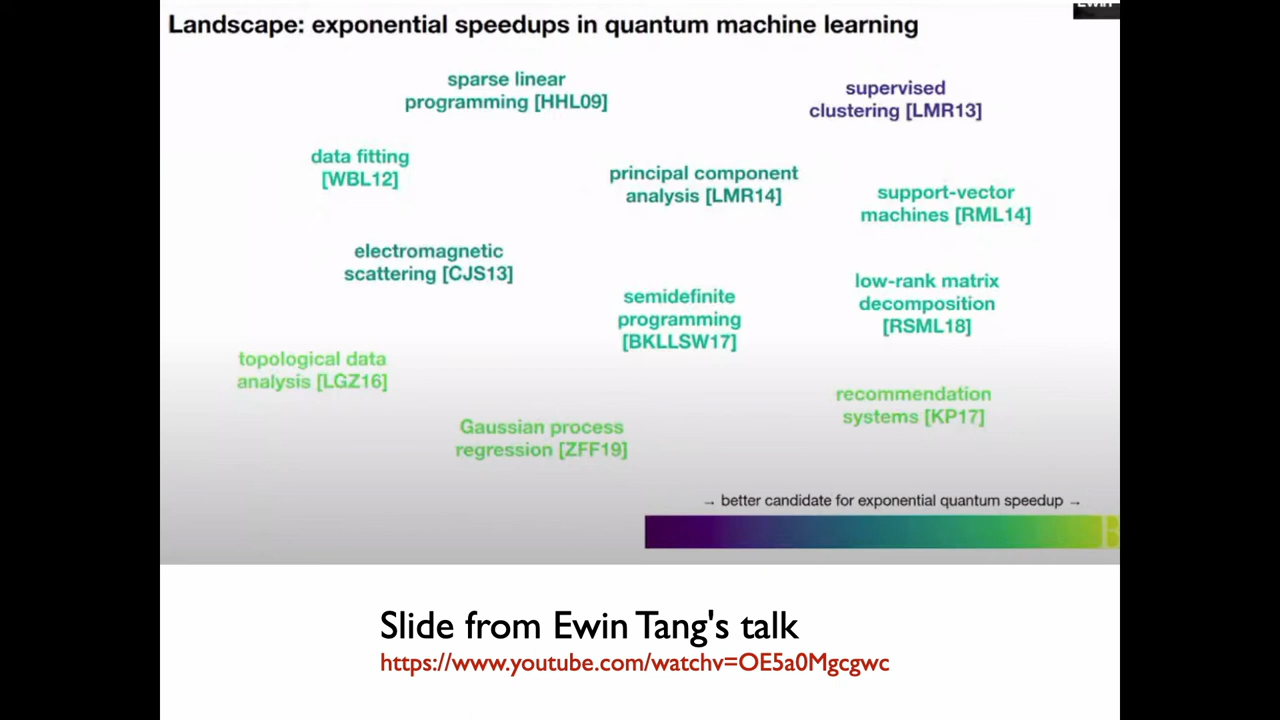 Ewin
Landscape: exponential speedups in quantum machine learning
sparse linear
programming [HHL09]
supervised
clustering [LMR13]
data fitting
[WBL12]
principal component
analysis [LMR14]
support-vector
machines [RML14]
electromagnetic
scattering [CJS13]
semidefinite
programming
[BKLLSW17]
low-rank matrix
decomposition
[RSML18]
topological data
analysis [LGZ16]
recommendation
systems [KP17]
Gaussian process
regression [ZFF19]
→ better candidate for exponential quantum speedup →
B
Slide from Ewin Tang's talk
https://www.youtube.com/watchv=OE5a0Mgcgwc